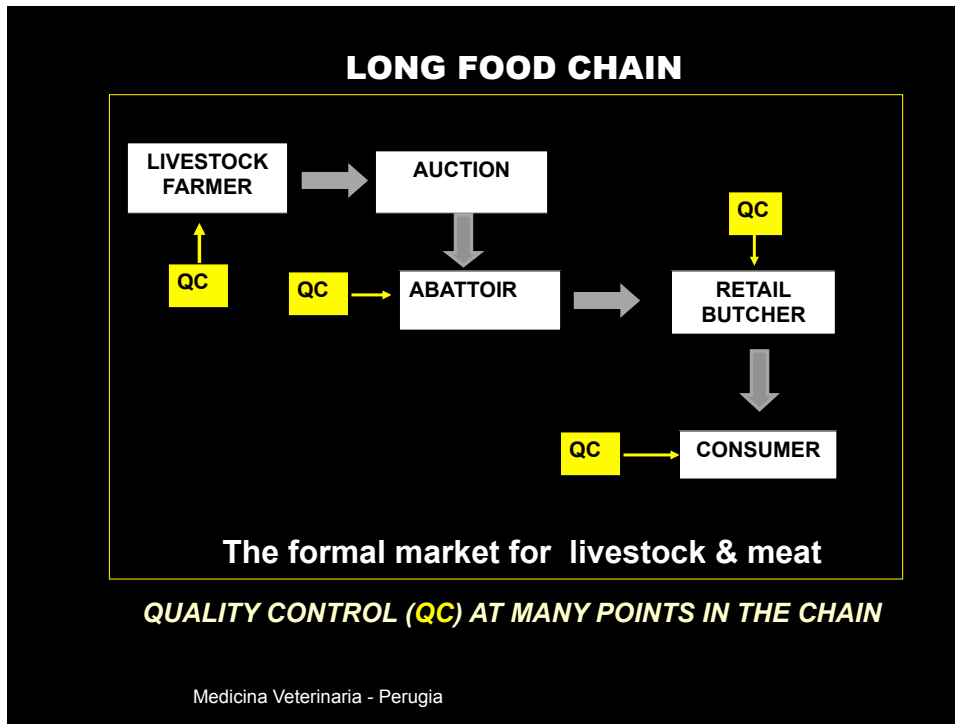 LONG FOOD CHAIN
LIVESTOCK
FARMER
AUCTION
QC
QC
QC
ABATTOIR
RETAIL
BUTCHER
QC
CONSUMER
The formal market for livestock & meat
QUALITY CONTROL (QC) AT MANY POINTS IN THE CHAIN
Medicina Veterinaria - Perugia